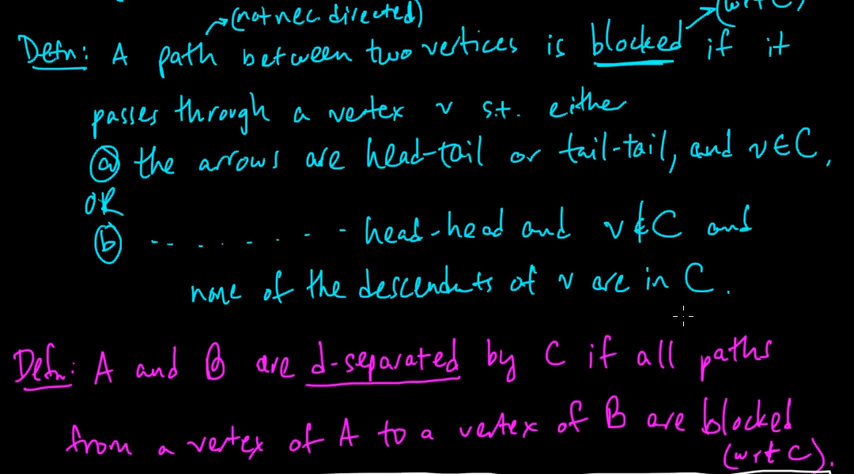 (not nec. directed)
(wrt C)
Defn: A path between two vertices is blocked if it
passes through a vertex v s.t. either
(a) the arrows are head-tail or tail-tail, and v∈C,
OR
(b) .. . . . . . . - head-head and v∉C and
none of the descendents of v are in C.
Defn: A and B are d-separated by C if all paths
from a vertex of A to a vertex of B are blocked
(wrt C).